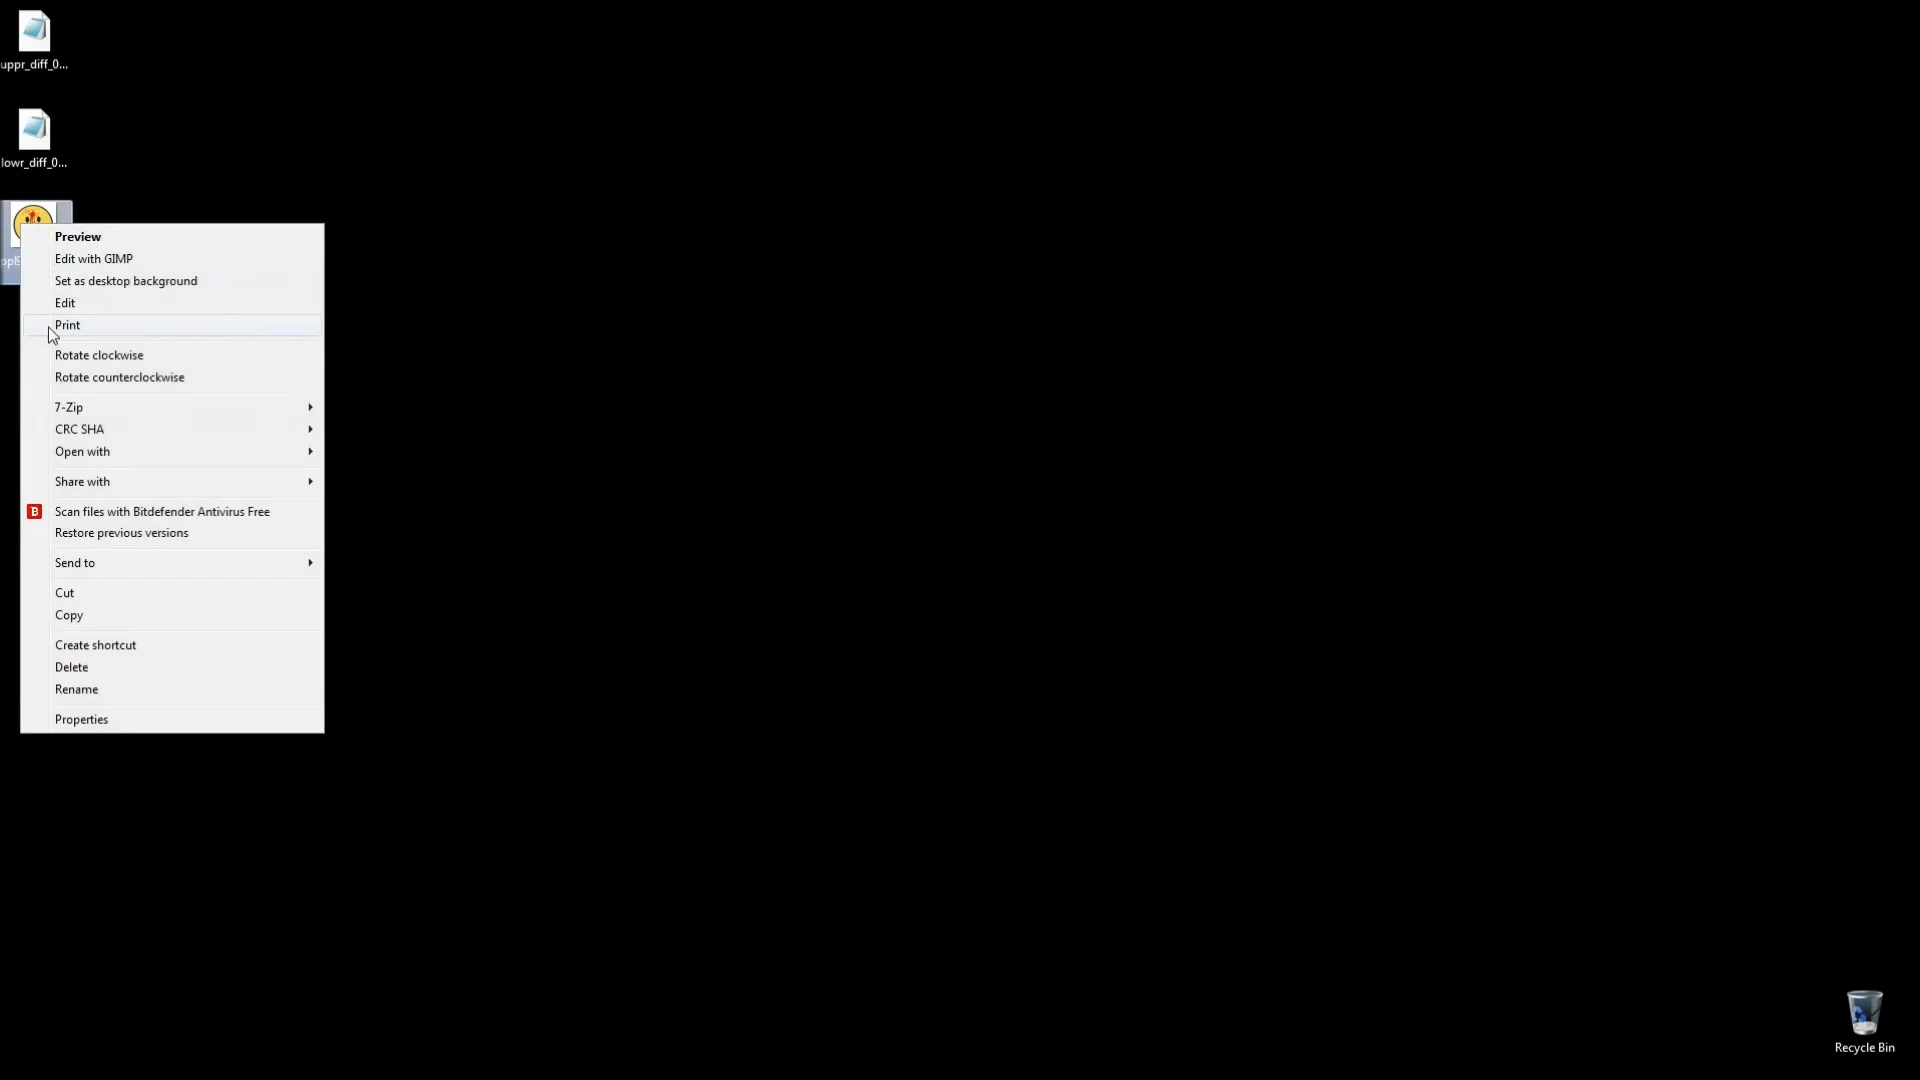 uppr_diff_0...
lowr_diff_0...
Preview
Edit with GIMP
Set as desktop background
Edit
Print
Rotate clockwise
Rotate counterclockwise
7-Zip
CRC SHA
Open with
Share with
B
Scan files with Bitdefender Antivirus Free
Restore previous versions
Send to
Cut
Copy
Create shortcut
Delete
Rename
Properties
Recycle Bin